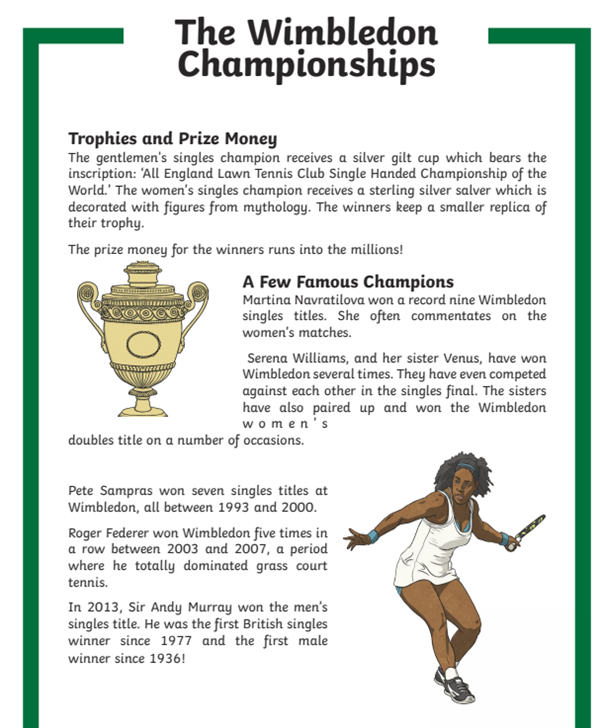 The Wimbledon
Championships
Trophies and Prize Money
The gentlemen's singles champion receives a silver gilt cup which bears the
inscription: 'All England Lawn Tennis Club Single Handed Championship of the
World.' The women's singles champion receives a sterling silver salver which is
decorated with figures from mythology. The winners keep a smaller replica of
their trophy.
The prize money for the winners runs into the millions!
A Few Famous Champions
Martina Navratilova won a record nine Wimbledon
singles titles. She often commentates on the
women's matches.
Serena Williams, and her sister Venus, have won
Wimbledon several times. They have even competed
against each other in the singles final. The sisters
have also paired up and won the Wimbledon
women's
doubles title on a number of occasions.
Pete Sampras won seven singles titles at
Wimbledon, all between 1993 and 2000.
Roger Federer won Wimbledon five times in
a row between 2003 and 2007, a period
where he totally dominated grass court
tennis.
In 2013, Sir Andy Murray won the men's
singles title. He was the first British singles
winner since 1977 and the first male
winner since 1936!